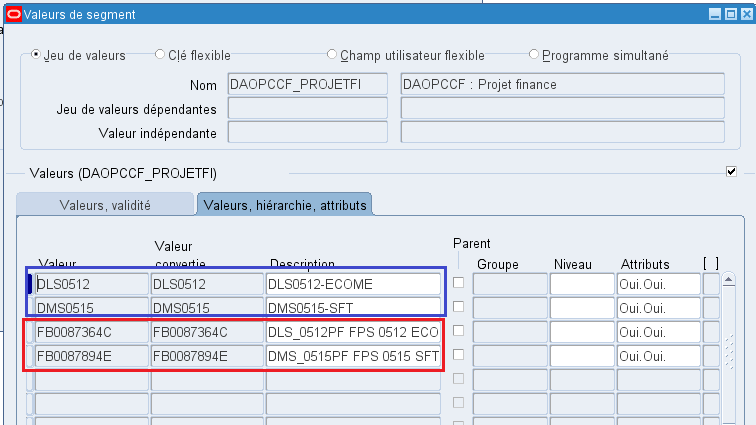 Valeurs de segment
Jeu de valeurs Clé flexible Champ utilisateur flexible Programme simultané
Nom DAOPCCF_PROJETFI DAOPCCF : Projet finance
Jeu de valeurs dépendantes
Valeur indépendante
Valeurs (DAOPCCF_PROJETFI)
Valeurs, validité Valeurs, hiérarchie, attributs
Valeur Parent
Valeur convertie Description Groupe Niveau Attributs [ ]
DLS0512 DLS0512 DLS0512-ECOME Oui.Oui.
DMS0515 DMS0515 DMS0515-SFT Oui.Oui.
FB0087364C FB0087364C DLS_0512PF FPS 0512 ECO Oui.Oui.
FB0087894E FB0087894E DMS_0515PF FPS 0515 SFT Oui.Oui.